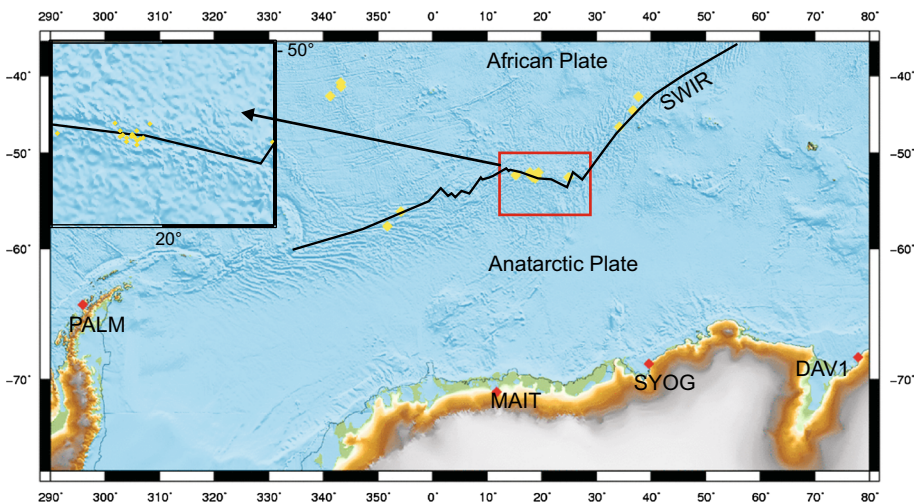 290˚ 300˚ 310˚ 320˚ 330˚ 340˚ 350˚ 0˚ 10˚ 20˚ 30˚ 40˚ 50˚ 60˚ 70˚ 80˚
50°
African Plate
−40˚ −40˚
SWIR
−50˚ −50˚
20°
−60˚ −60˚
Anatarctic Plate
PALM
DAV1
−70˚ −70˚
SYOG
MAIT
290˚ 300˚ 310˚ 320˚ 330˚ 340˚ 350˚ 0˚ 10˚ 20˚ 30˚ 40˚ 50˚ 60˚ 70˚ 80˚